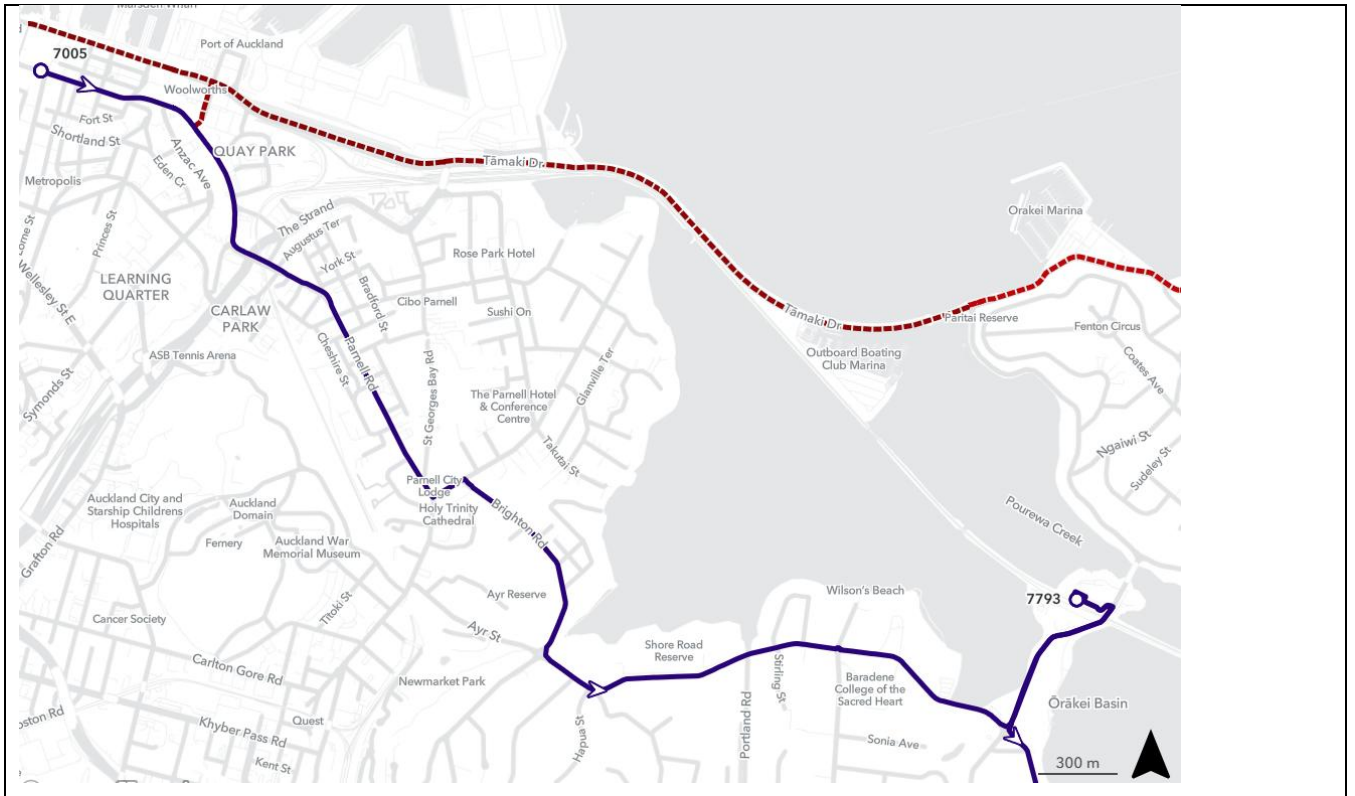 Marsden Wharf
Port of Auckland
7005
Woolworths
Fort St
Shortland St
Anzac Ave
QUAY PARK
Eden Cr
Tāmaki Dr
Metropolis
Orakei Marina
The Strand
Princes St
Lorne St
Augustus Ter
Rose Park Hotel
York St
LEARNING
QUARTER
Wellesley St E
Bradford St
Cibo Parnell
CARLAW
PARK
Sushi On
Tāmaki Dr
Paritai Reserve
Fenton Circus
Cheshire St
Parnell Rd
ASB Tennis Arena
St Georges Bay Rd
Glanville Ter
Outboard Boating
Club Marina
Coates Ave
Symonds St
The Parnell Hotel
& Conference
Centre
Takutai St
Ngaiwi St
Sudeley St
Parnell City
Lodge
Auckland City and
Starship Childrens
Hospitals
Auckland
Domain
Holy Trinity
Cathedral
Brighton Rd
Pourewa Creek
Grafton Rd
Fernery
Auckland War
Memorial Museum
Ayr Reserve
Wilson's Beach
7793
Titoki St
Cancer Society
Ayr St
Shore Road
Reserve
Carlton Gore Rd
Newmarket Park
Stirling St
Baradene
College of the
Sacred Heart
Portland Rd
Ōrākei Basin
Hapua St
Quest
Khyber Pass Rd
Sonia Ave
Kent St
300 m